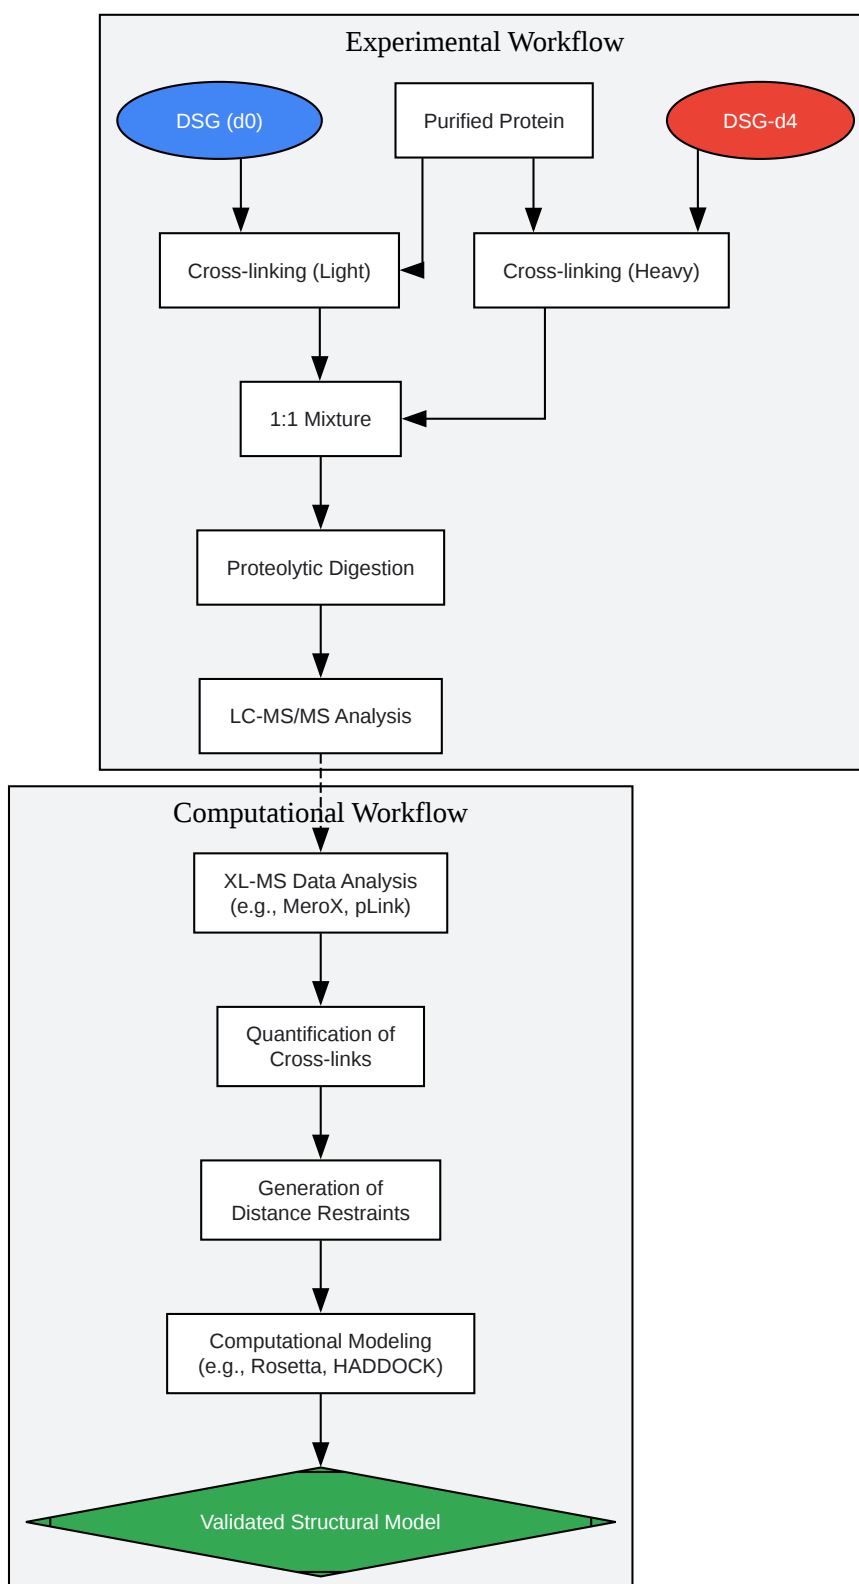 Experimental Workflow
DSG (d0)
Purified Protein
DSG-d4
Cross-linking (Light)
Cross-linking (Heavy)
1:1 Mixture
Proteolytic Digestion
LC-MS/MS Analysis
Computational Workflow
XL-MS Data Analysis
(e.g., MeroX, pLink)
Quantification of
Cross-links
Generation of
Distance Restraints
Computational Modeling
(e.g., Rosetta, HADDOCK)
Validated Structural Model